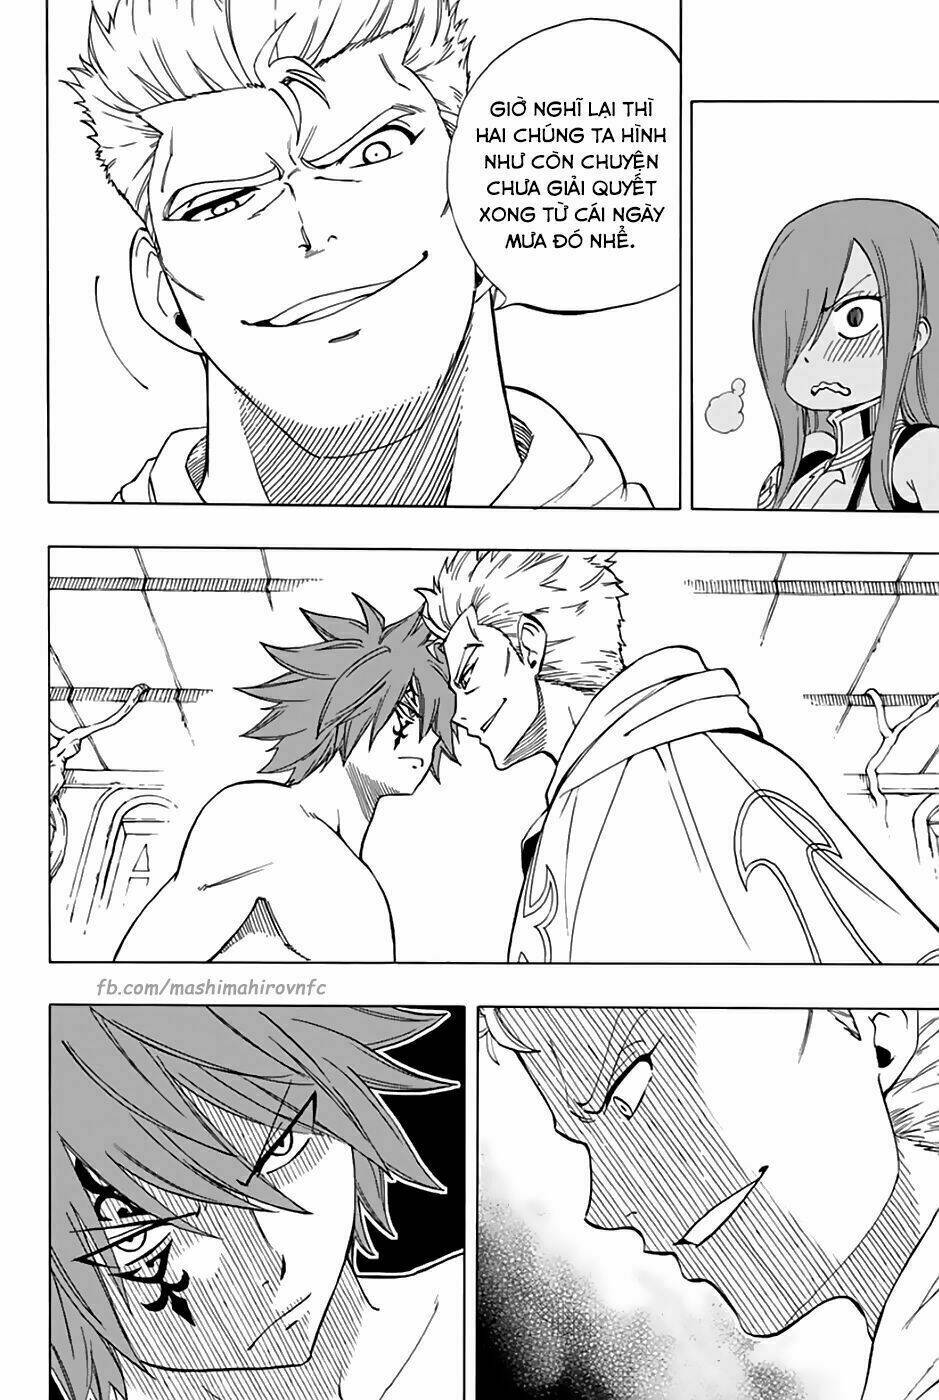 GIỜ NGHĨ LẠI THÌ
HAI CHÚNG TA HÌNH
NHƯ CÒN CHUYỆN
CHƯA GIẢI QUYẾT
XONG TỪ CÁI NGÀY
MƯA ĐÓ NHỂ.
fb.com/mashimahirovnfc